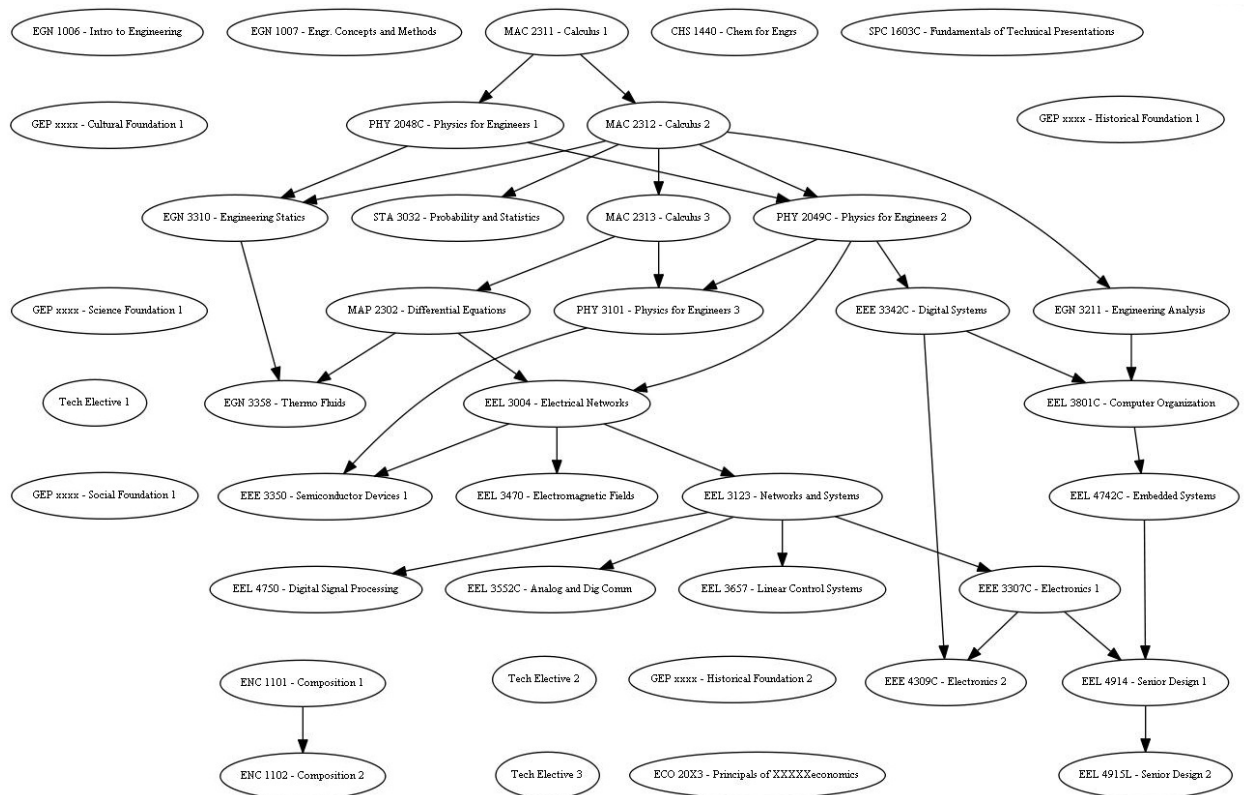 EGN 1006 - Intro to Engineering
EGN 1007 - Engr. Concepts and Methods
MAC 2311 - Calculus 1
CHS 1440 - Chem for Engrs
SPC 1603C - Fundamentals of Technical Presentations
GEP xxxx - Cultural Foundation 1
PHY 2048C - Physics for Engineers 1
MAC 2312 - Calculus 2
GEP xxxx - Historical Foundation 1
EGN 3310 - Engineering Statics
STA 3032 - Probability and Statistics
MAC 2313 - Calculus 3
PHY 2049C - Physics for Engineers 2
GEP xxxx - Science Foundation 1
MAP 2302 - Differential Equations
PHY 3101 - Physics for Engineers 3
EEE 3342C - Digital Systems
EGN 3211 - Engineering Analysis
Tech Elective 1
EGN 3358 - Thermo Fluids
EEL 3004 - Electrical Networks
EEL 3801C - Computer Organization
GEP xxxx - Social Foundation 1
EEE 3350 - Semiconductor Devices 1
EEL 3470 - Electromagnetic Fields
EEL 3123 - Networks and Systems
EEL 4742C - Embedded Systems
EEL 4750 - Digital Signal Processing
EEL 3552C - Analog and Dig Comm
EEL 3657 - Linear Control Systems
EEE 3307C - Electronics 1
ENC 1101 - Composition 1
Tech Elective 2
GEP xxxx - Historical Foundation 2
EEE 4309C - Electronics 2
EEL 4914 - Senior Design 1
ENC 1102 - Composition 2
Tech Elective 3
ECO 20X3 - Principals of XXXXXeconomics
EEL 4915L - Senior Design 2